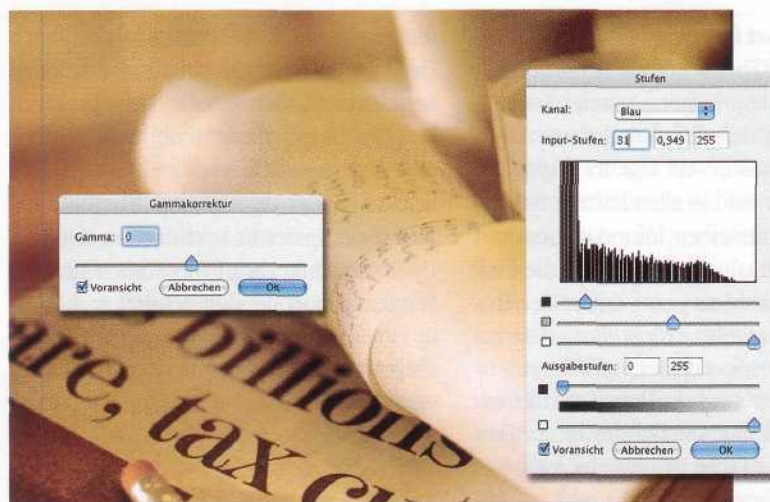 Stufen
Kanal: Blau
Input-Stufen: 31 0,949 255
Gammakorrektur
Gamma: 0
Voransicht Abbrechen OK
Ausgabestufen: 0 255
Voransicht Abbrechen OK
billions
are, tax cu